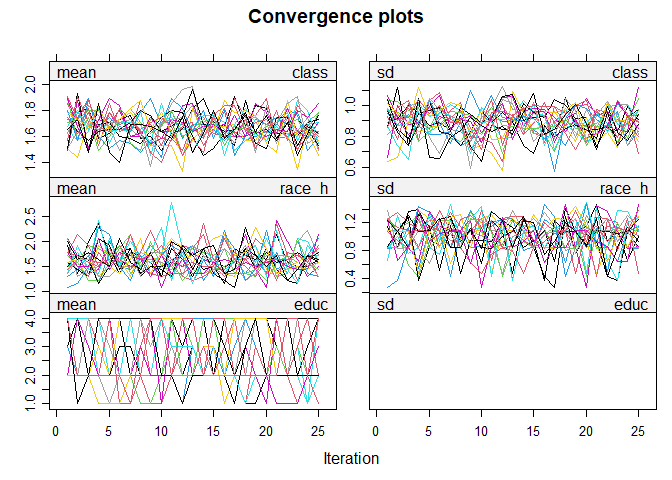 Convergence plots
mean class
sd class
1.4 1.6 1.8 2.0
0.6 0.8 1.0
mean race_h
sd race_h
1.0 1.5 2.0 2.5
0.4 0.8 1.2
mean educ
sd educ
1.0 2.0 3.0 4.0
0 5 10 15 20 25
0 5 10 15 20 25
Iteration